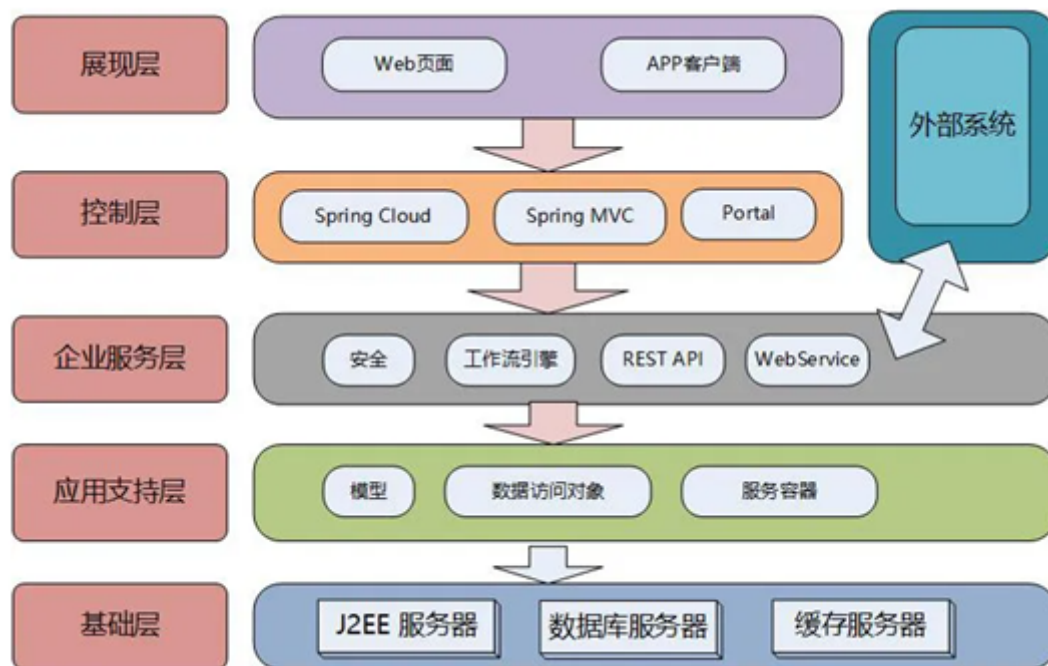 展现层
Web页面
APP客户端
外部系统
控制层
Spring Cloud
Spring MVC
Portal
企业服务层
安全
工作流引擎
REST API
WebService
应用支持层
模型
数据访问对象
服务容器
基础层
J2EE 服务器
数据库服务器
缓存服务器